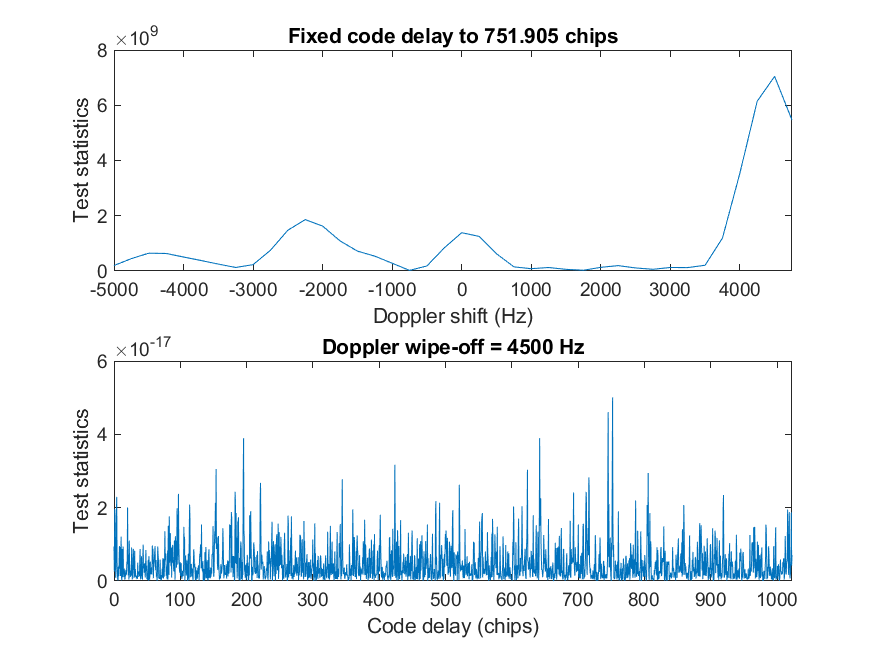 ×10^9
Fixed code delay to 751.905 chips
8
6
4
2
0
Test statistics
-5000 -4000 -3000 -2000 -1000 0 1000 2000 3000 4000
Doppler shift (Hz)
×10^-17
Doppler wipe-off = 4500 Hz
6
4
2
0
Test statistics
0 100 200 300 400 500 600 700 800 900 1000
Code delay (chips)